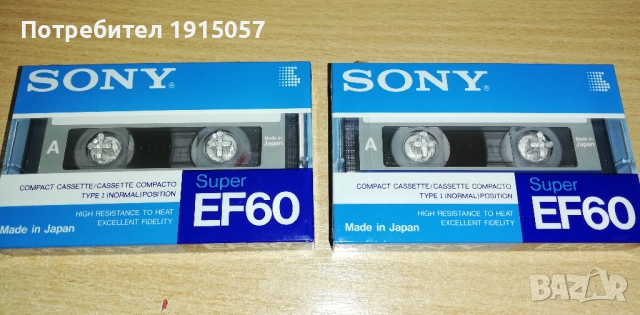 Потребител 1915057
SONY®
A
Made in
Japan
COMPACT CASSETTE/CASSETTE COMPACTO
TYPE I (NORMAL) POSITION
HIGH RESISTANCE TO HEAT
EXCELLENT FIDELITY
Made in Japan
Super
EF60
SONY®
A
Made in
Japan
COMPACT CASSETTE/CASSETTE COMPACTO
TYPE I (NORMAL) POSITION
HIGH RESISTANCE TO HEAT
EXCELLENT FIDELITY
Made in Japan
Super
EF60
BAZAR